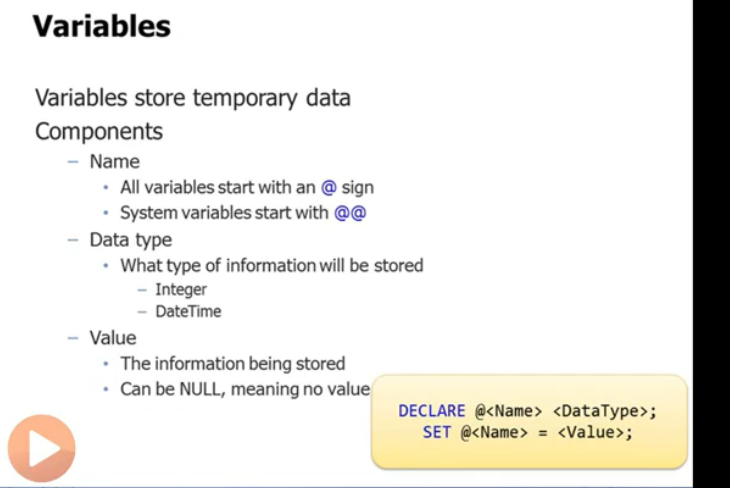 Variables
Variables store temporary data
Components
– Name
• All variables start with an @ sign
• System variables start with @@
– Data type
• What type of information will be stored
– Integer
– DateTime
– Value
• The information being stored
• Can be NULL, meaning no value
DECLARE @<Name> <DataType>;
SET @<Name> = <Value>;